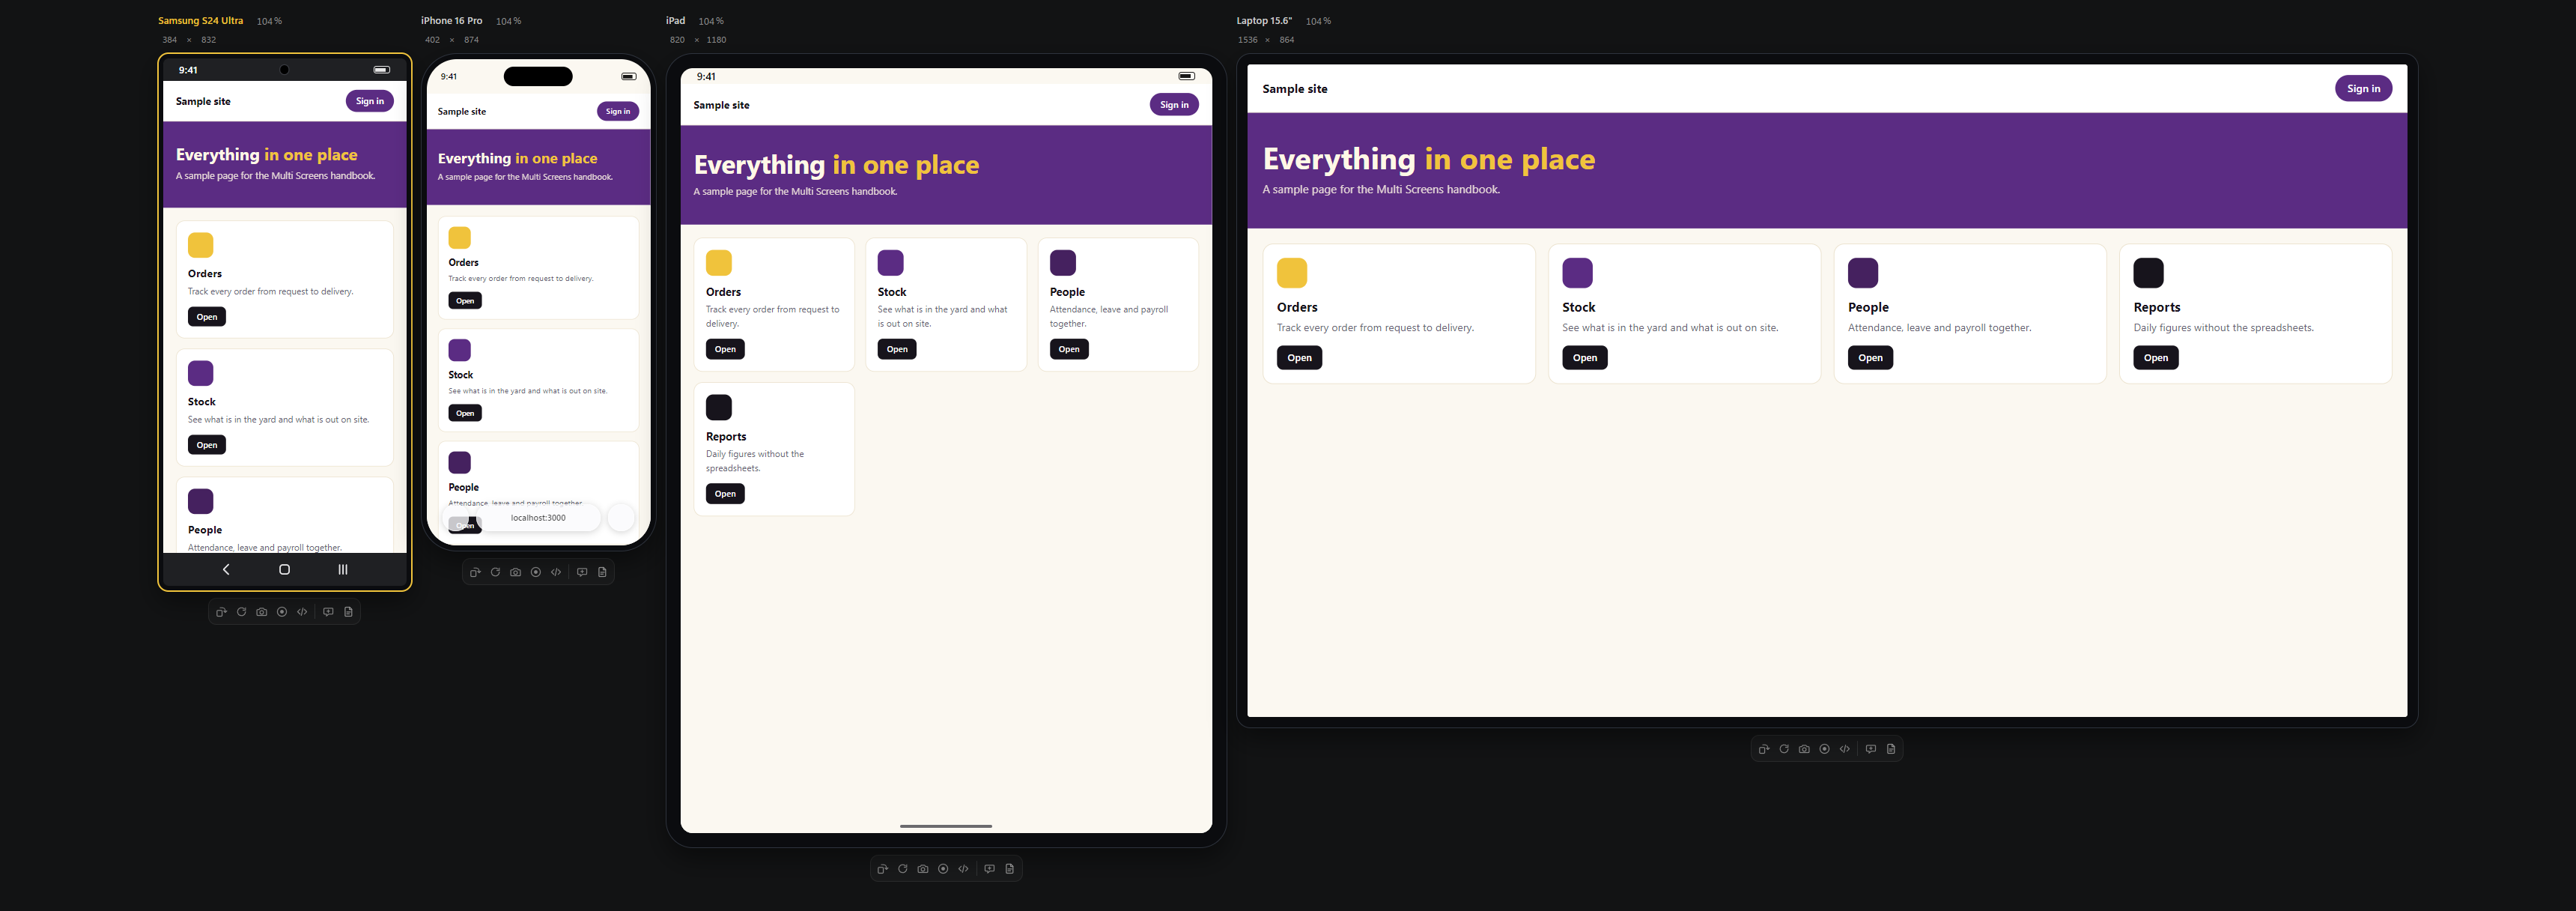 Samsung S24 Ultra 104%
384 × 832
9:41
Sample site
Sign in
Everything in one place
A sample page for the Multi Screens handbook.
Orders
Track every order from request to delivery.
Open
Stock
See what is in the yard and what is out on site.
Open
People
Attendance, leave and payroll together.
iPhone 16 Pro 104%
402 × 874
9:41
Sample site
Sign in
Everything in one place
A sample page for the Multi Screens handbook.
Orders
Track every order from request to delivery.
Open
Stock
See what is in the yard and what is out on site.
Open
People
Attendance, leave and payroll together.
Open
localhost:3000
iPad 104%
820 × 1180
9:41
Sample site
Sign in
Everything in one place
A sample page for the Multi Screens handbook.
Orders
Track every order from request to
delivery.
Open
Stock
See what is in the yard and what
is out on site.
Open
People
Attendance, leave and payroll
together.
Open
Reports
Daily figures without the
spreadsheets.
Open
Laptop 15.6" 104%
1536 × 864
Sample site
Sign in
Everything in one place
A sample page for the Multi Screens handbook.
Orders
Track every order from request to delivery.
Open
Stock
See what is in the yard and what is out on site.
Open
People
Attendance, leave and payroll together.
Open
Reports
Daily figures without the spreadsheets.
Open